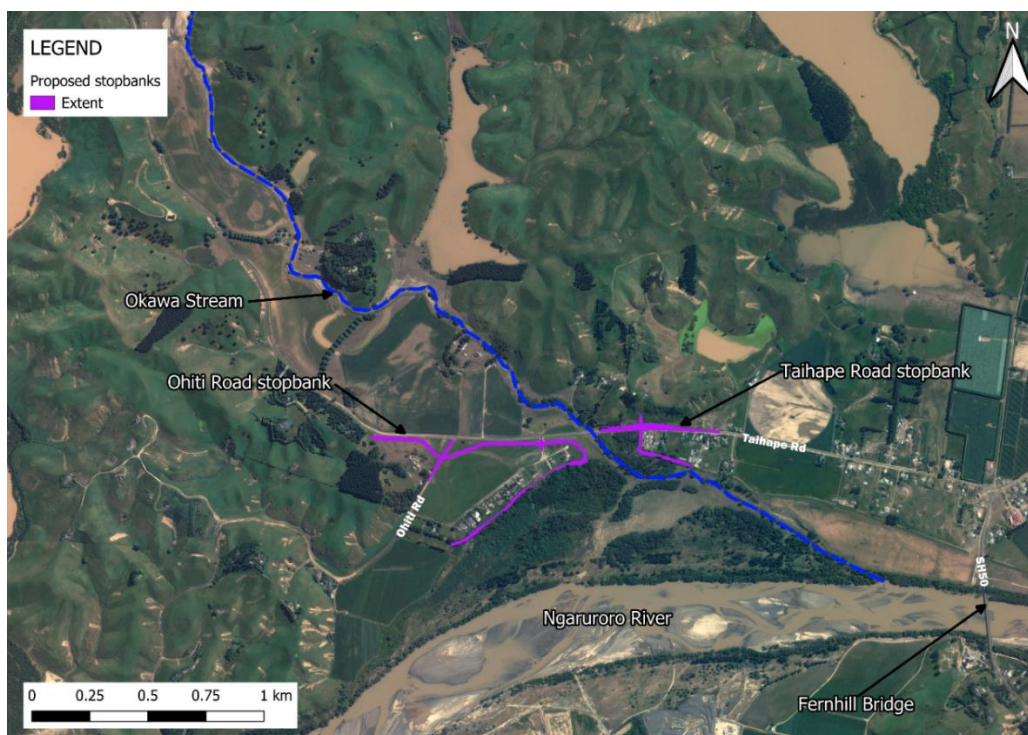 LEGEND
Proposed stopbanks
Extent
N
Okawa Stream
Ohiti Road stopbank
Taihape Road stopbank
Taihape Rd
Ohiti Rd
SH50
Ngaruroro River
Fernhill Bridge
0 0.25 0.5 0.75 1 km